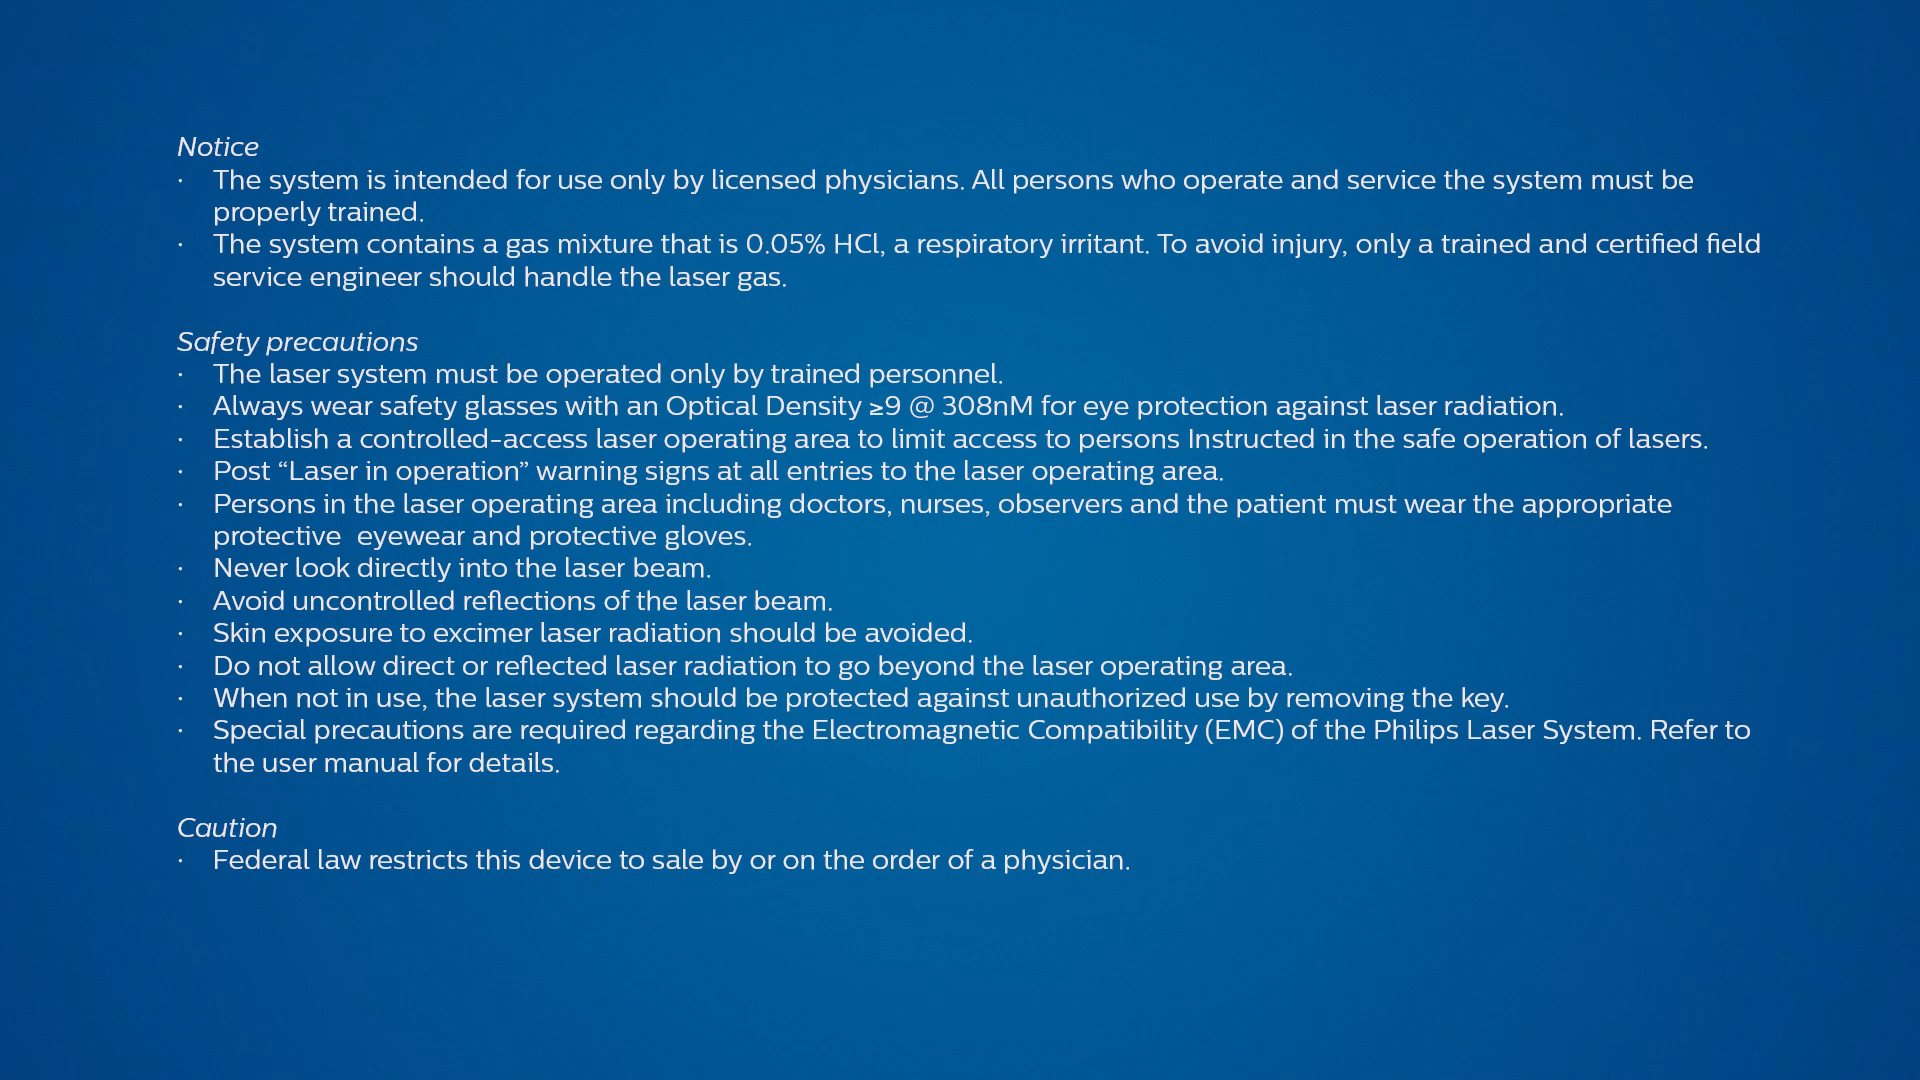 Notice
· The system is intended for use only by licensed physicians. All persons who operate and service the system must be
properly trained.
· The system contains a gas mixture that is 0.05% HCl, a respiratory irritant. To avoid injury, only a trained and certified field
service engineer should handle the laser gas.
Safety precautions
· The laser system must be operated only by trained personnel.
· Always wear safety glasses with an Optical Density ≥9 @ 308nM for eye protection against laser radiation.
· Establish a controlled-access laser operating area to limit access to persons Instructed in the safe operation of lasers.
· Post “Laser in operation” warning signs at all entries to the laser operating area.
· Persons in the laser operating area including doctors, nurses, observers and the patient must wear the appropriate
protective  eyewear and protective gloves.
· Never look directly into the laser beam.
· Avoid uncontrolled reflections of the laser beam.
· Skin exposure to excimer laser radiation should be avoided.
· Do not allow direct or reflected laser radiation to go beyond the laser operating area.
· When not in use, the laser system should be protected against unauthorized use by removing the key.
· Special precautions are required regarding the Electromagnetic Compatibility (EMC) of the Philips Laser System. Refer to
the user manual for details.
Caution
· Federal law restricts this device to sale by or on the order of a physician.